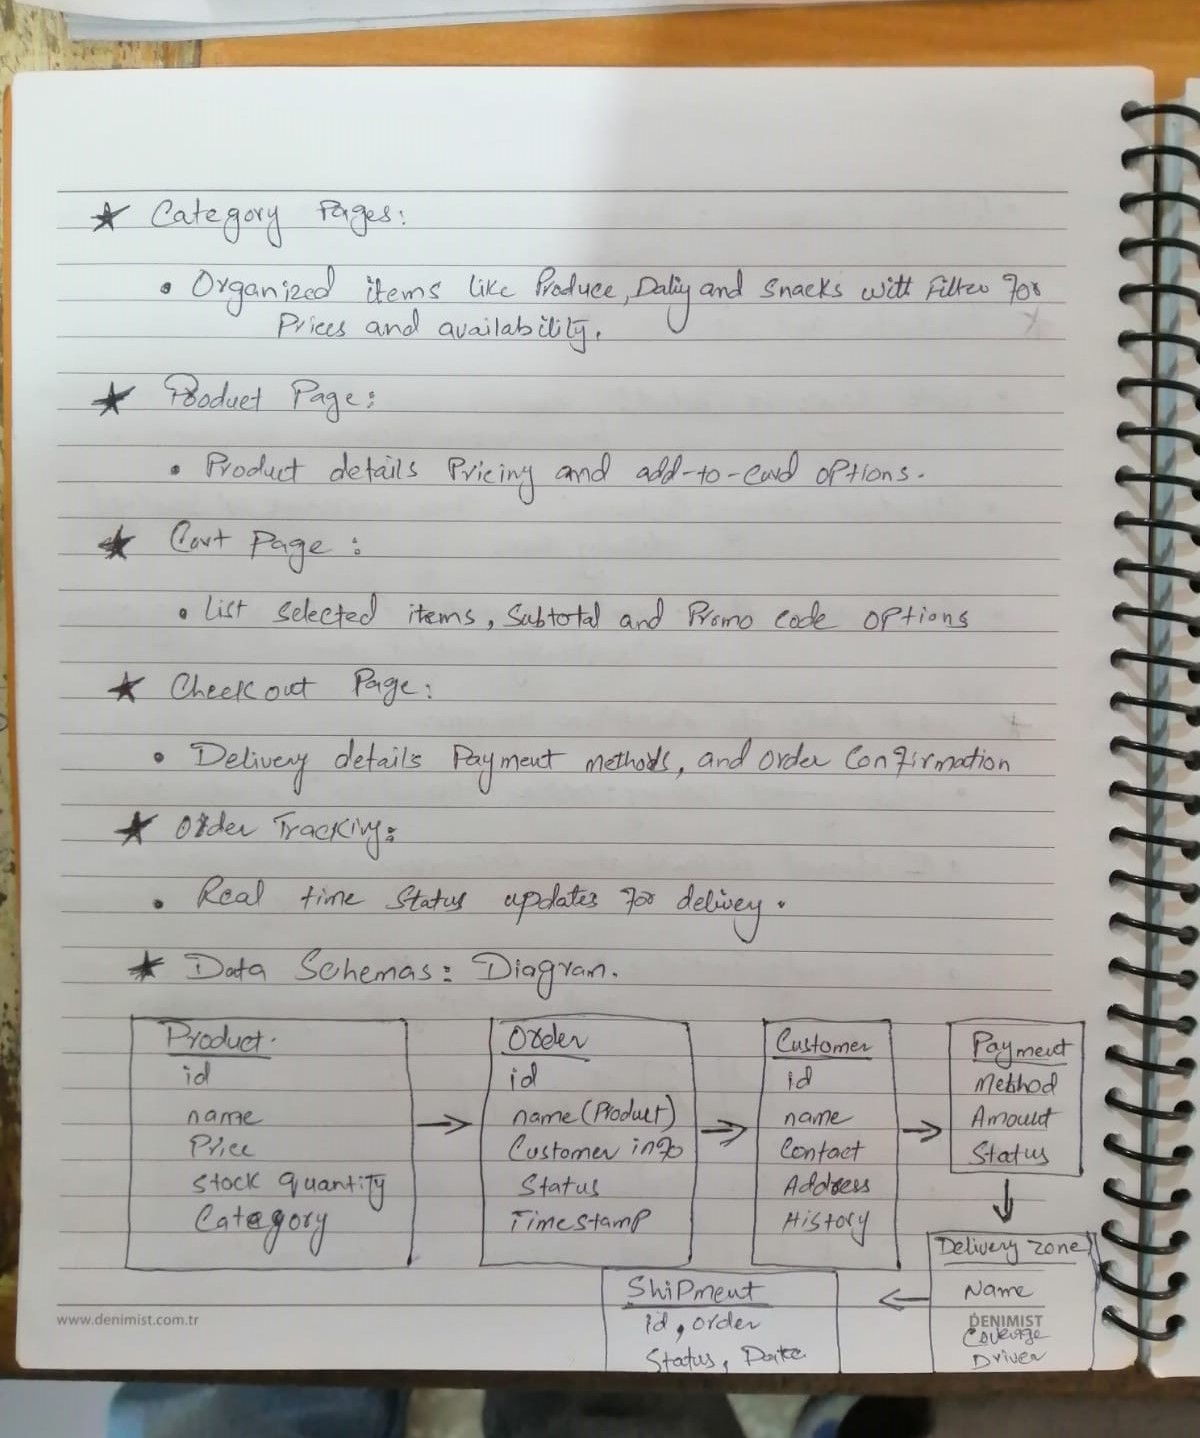 ★ Category Pages:
• Organized items like Produce, Daliy and Snacks with Filter for
Prices and availability.
★ Product Page:
• Product details Pricing and add-to-card options.
★ Cart Page:
• List selected items, Subtotal and Promo code options
★ Check out Page:
• Delivery details Payment methods, and order Confirmation
★ Order Tracking:
• Real time Status updates for delivey.
★ Data Schemas: Diagram.
Product.
id
name
Price
Stock quantity
Category
→
Order
id
name (Product)
Customer info
Status
Timestamp
→
Customer
id
name
Contact
Address
History
→
Payment
Method
Amount
Status
↓
Delivery zone
Name
Coverage
Driver
←
Shipment
id, order
Status, Date
www.denimist.com.tr
DENIMIST